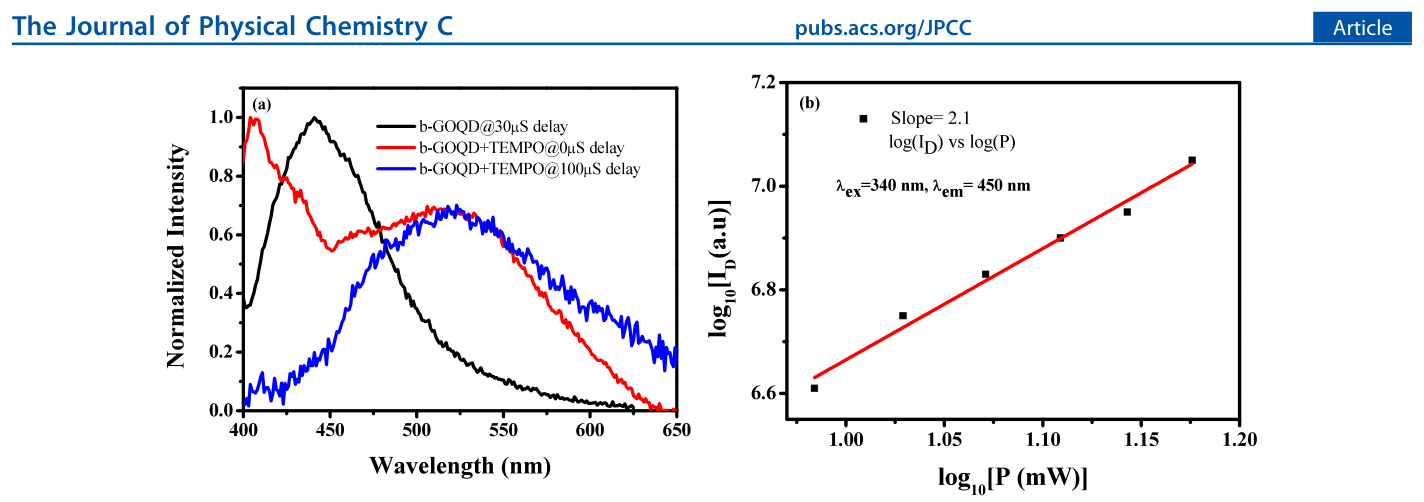 The Journal of Physical Chemistry C
pubs.acs.org/JPCC
Article
(a)
b-GOQD@30μS delay
b-GOQD+TEMPO@0μS delay
b-GOQD+TEMPO@100μS delay
Normalized Intensity
1.0
0.8
0.6
0.4
0.2
0.0
400
450
500
550
600
650
Wavelength (nm)
(b)
Slope= 2.1
log(I_D) vs log(P)
λex=340 nm, λem= 450 nm
log10[I_D(a.u)]
7.2
7.0
6.8
6.6
1.00
1.05
1.10
1.15
1.20
log10[P (mW)]